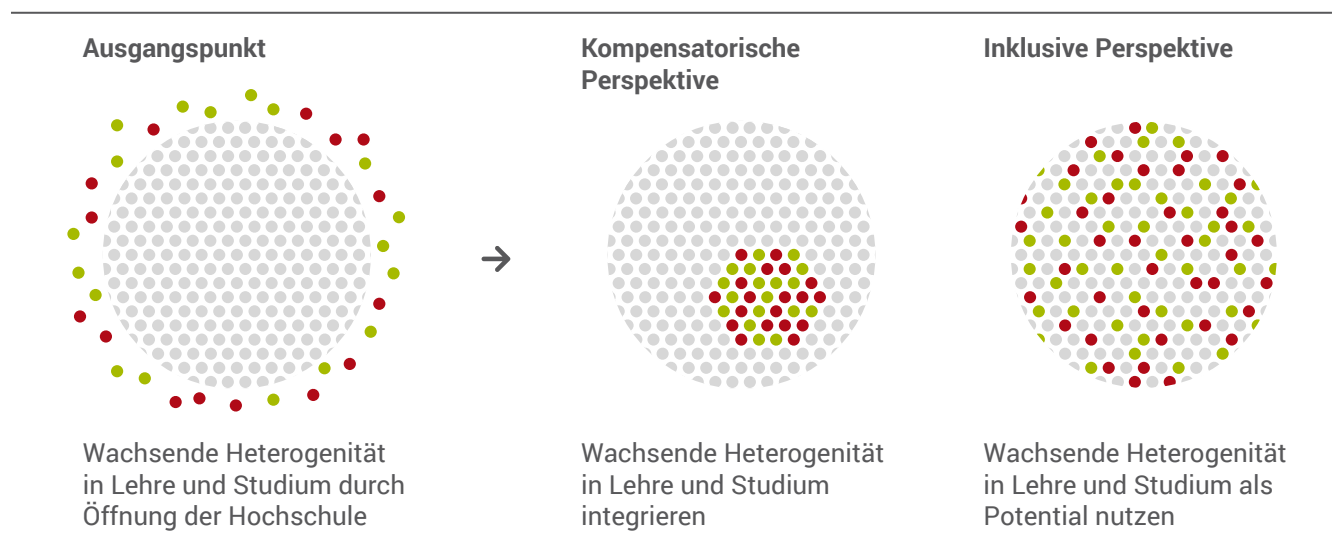 Ausgangspunkt
Wachsende Heterogenität
in Lehre und Studium durch
Öffnung der Hochschule
Kompensatorische
Perspektive
Wachsende Heterogenität
in Lehre und Studium
integrieren
Inklusive Perspektive
Wachsende Heterogenität
in Lehre und Studium als
Potential nutzen